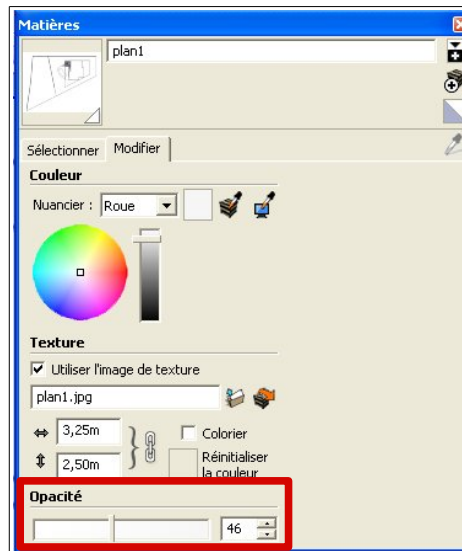 Matières
plan1
Sélectionner Modifier
Couleur
Nuancier : Roue
Texture
Utiliser l'image de texture
plan1.jpg
3,25m
Colorier
2,50m
Réinitialiser
la couleur
Opacité
46